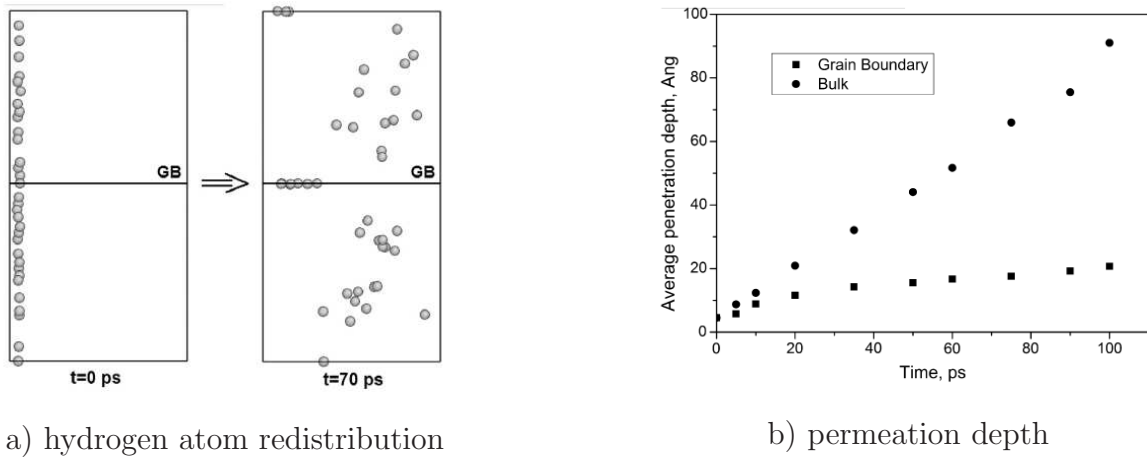 GB
GB
t=0 ps
t=70 ps
a) hydrogen atom redistribution
Average penetration depth, Ang
100
80
60
40
20
0
Grain Boundary
Bulk
0
20
40
60
80
100
Time, ps
b) permeation depth